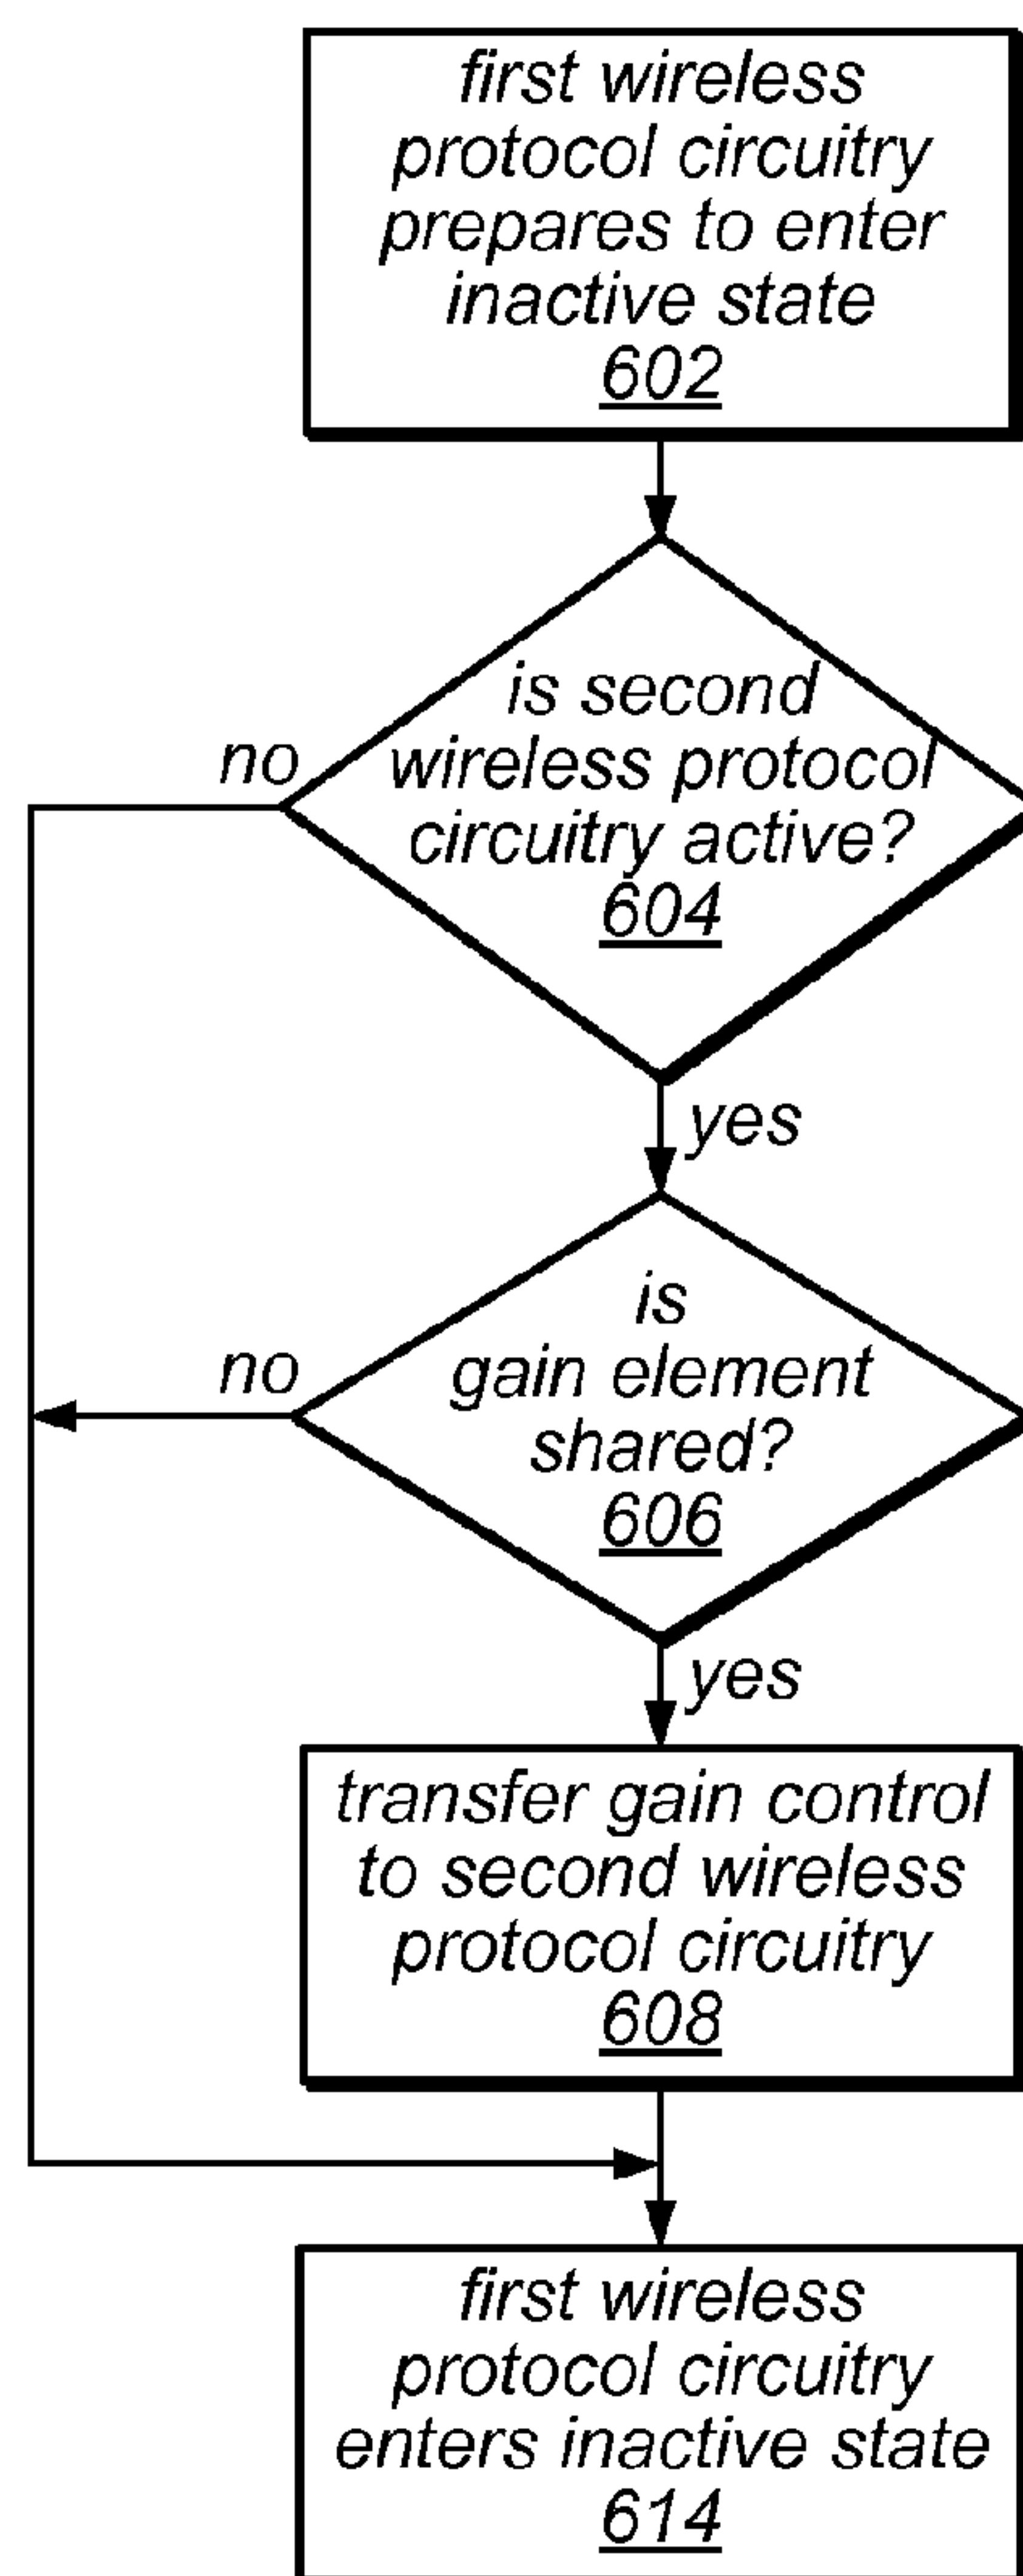 first wireless
protocol circuitry
prepares to enter
inactive state
602
is second
wireless protocol
circuitry active?
604
no
yes
is
gain element
shared?
606
no
yes
transfer gain control
to second wireless
protocol circuitry
608
first wireless
protocol circuitry
enters inactive state
614